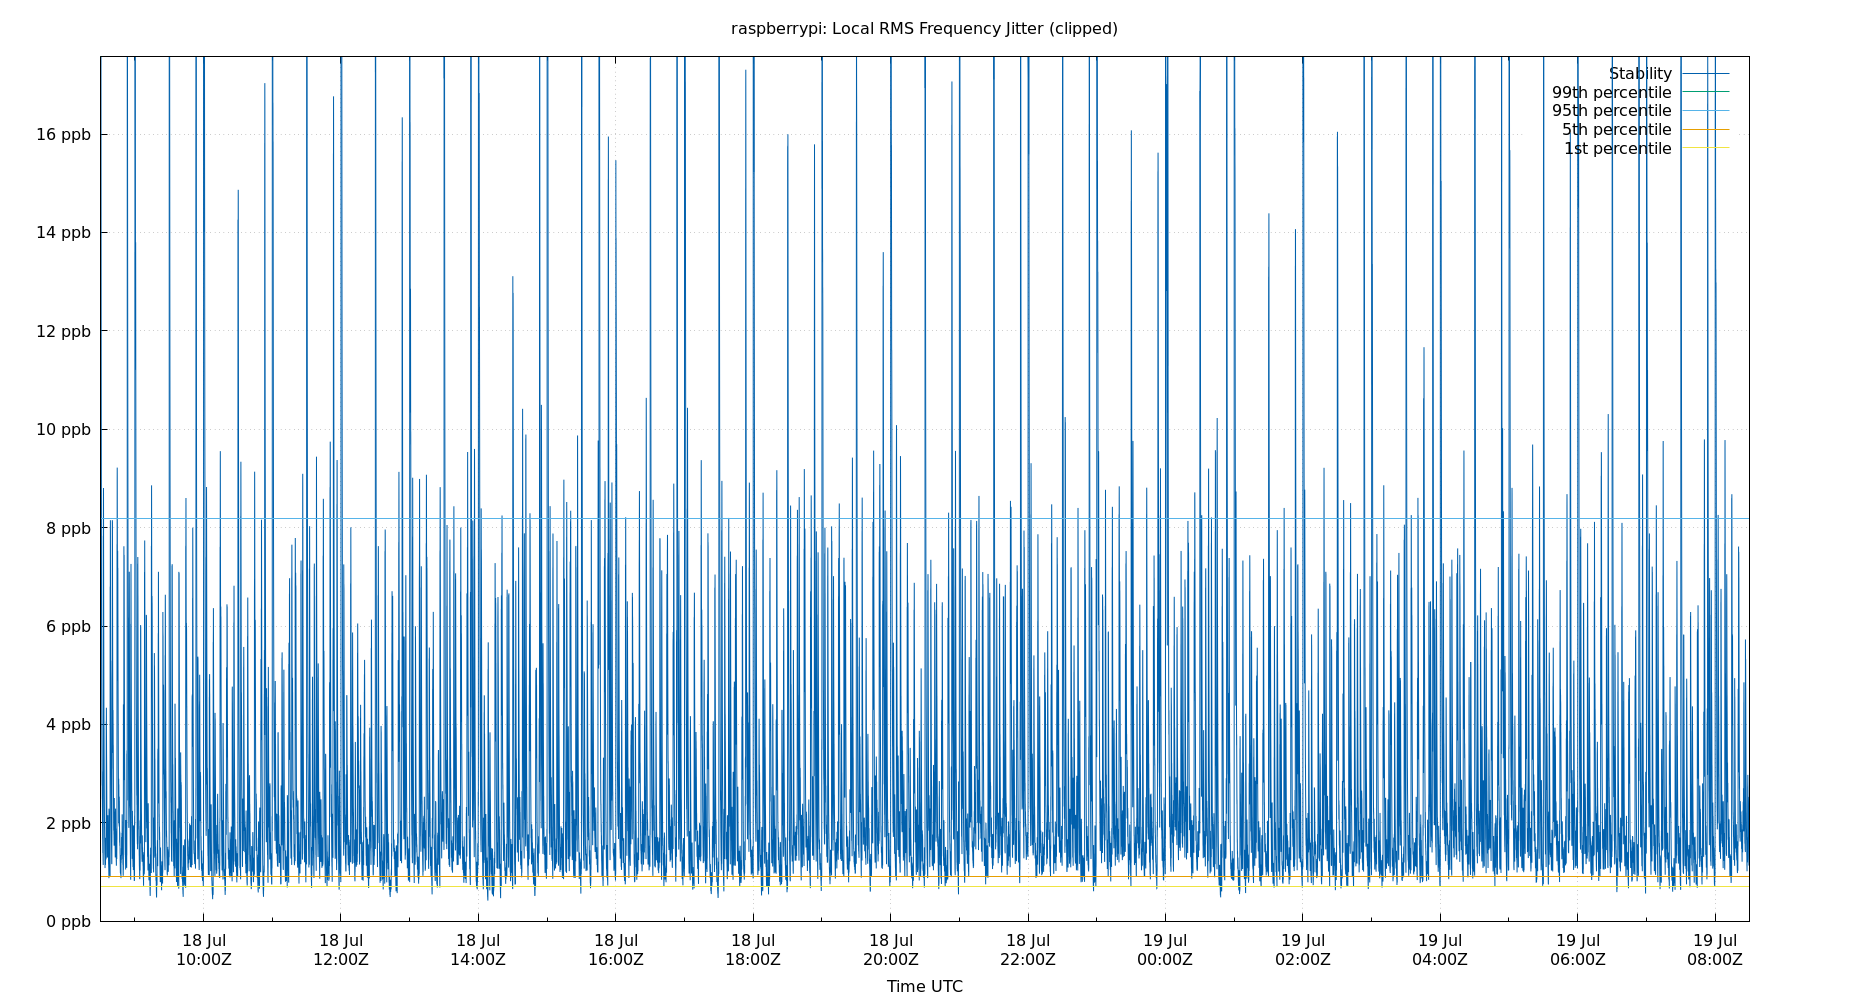 raspberrypi: Local RMS Frequency Jitter (clipped)
Stability
99th percentile
95th percentile
5th percentile
1st percentile
16 ppb
14 ppb
12 ppb
10 ppb
8 ppb
6 ppb
4 ppb
2 ppb
0 ppb
18 Jul 18 Jul 18 Jul 18 Jul 18 Jul 18 Jul 18 Jul 19 Jul 19 Jul 19 Jul 19 Jul 19 Jul
10:00Z 12:00Z 14:00Z 16:00Z 18:00Z 20:00Z 22:00Z 00:00Z 02:00Z 04:00Z 06:00Z 08:00Z
Time UTC